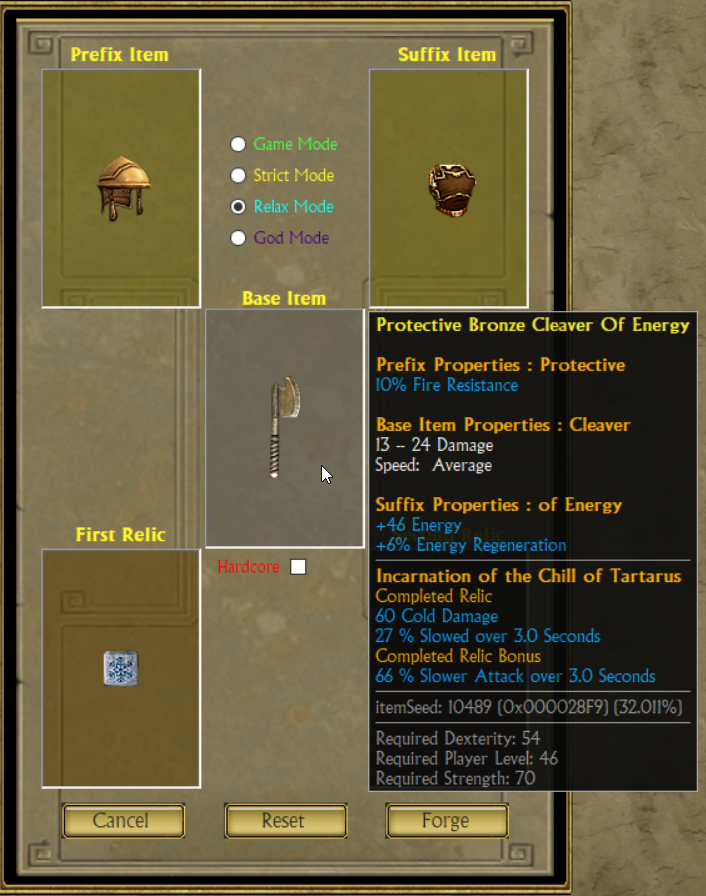 Prefix Item
Suffix Item
Game Mode
Strict Mode
Relax Mode
God Mode
Base Item
Protective Bronze Cleaver Of Energy
Prefix Properties : Protective
10% Fire Resistance
Base Item Properties : Cleaver
13 - 24 Damage
Speed: Average
Suffix Properties : of Energy
+46 Energy
+6% Energy Regeneration
First Relic
Hardcore
Incarnation of the Chill of Tartarus
Completed Relic
60 Cold Damage
27 % Slowed over 3.0 Seconds
Completed Relic Bonus
66 % Slower Attack over 3.0 Seconds
itemSeed: 10489 (0x000028F9) (32.011%)
Required Dexterity: 54
Required Player Level: 46
Required Strength: 70
Cancel
Reset
Forge